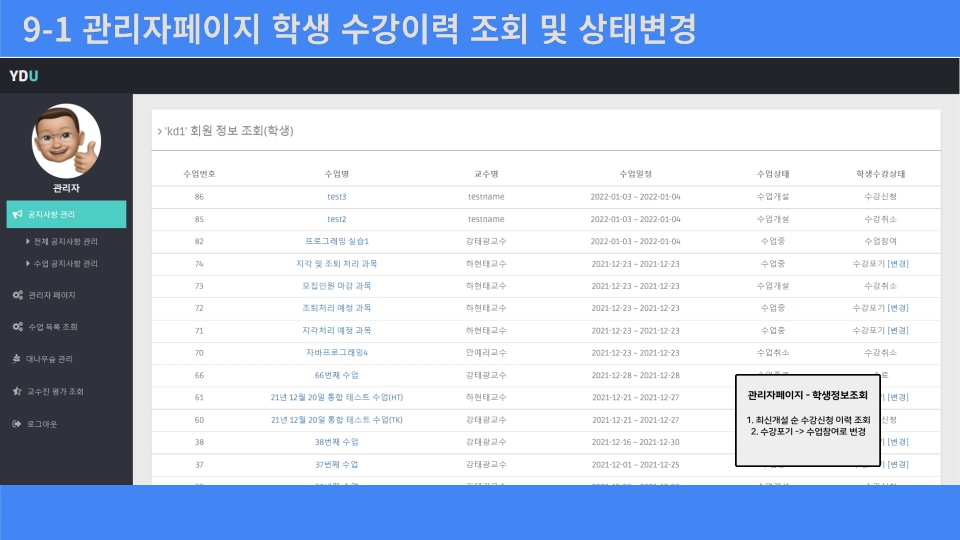 9-1 관리자페이지 학생 수강이력 조회 및 상태변경
YDU
관리자
공지사항 관리
전체 공지사항 관리
수업 공지사항 관리
관리자 페이지
수업 목록 조회
대나무숲 관리
교수진 평가 조회
로그아웃
> 'kd1' 회원 정보 조회(학생)
수업번호 수업명 교수명 수업일정 수업상태 학생수강상태
86 test3 testname 2022-01-03 ~ 2022-01-04 수업개설 수강신청
85 test2 testname 2022-01-03 ~ 2022-01-04 수업개설 수강취소
82 프로그래밍 실습1 강태광교수 2022-01-03 ~ 2022-01-04 수업중 수업참여
74 지각 및 조퇴 처리 과목 하현태교수 2021-12-23 ~ 2021-12-23 수업중 수강포기 [변경]
73 모집인원 마감 과목 하현태교수 2021-12-23 ~ 2021-12-23 수업개설 수강취소
72 조퇴처리 예정 과목 하현태교수 2021-12-23 ~ 2021-12-23 수업중 수강포기 [변경]
71 지각처리 예정 과목 하현태교수 2021-12-23 ~ 2021-12-23 수업중 수강포기 [변경]
70 자바프로그래밍4 안예리교수 2021-12-23 ~ 2021-12-23 수업취소 수강취소
66 66번째 수업 강태광교수 2021-12-28 ~ 2021-12-28
61 21년 12월 20일 통합 테스트 수업(HT) 하현태교수 2021-12-21 ~ 2021-12-27 [변경]
60 21년 12월 20일 통합 테스트 수업(TK) 강태광교수 2021-12-21 ~ 2021-12-27
38 38번째 수업 강태광교수 2021-12-16 ~ 2021-12-30 [변경]
37 37번째 수업 강태광교수 2021-12-01 ~ 2021-12-25 [변경]
관리자페이지 - 학생정보조회
1. 최신개설 순 수강신청 이력 조회
2. 수강포기 -> 수업참여로 변경